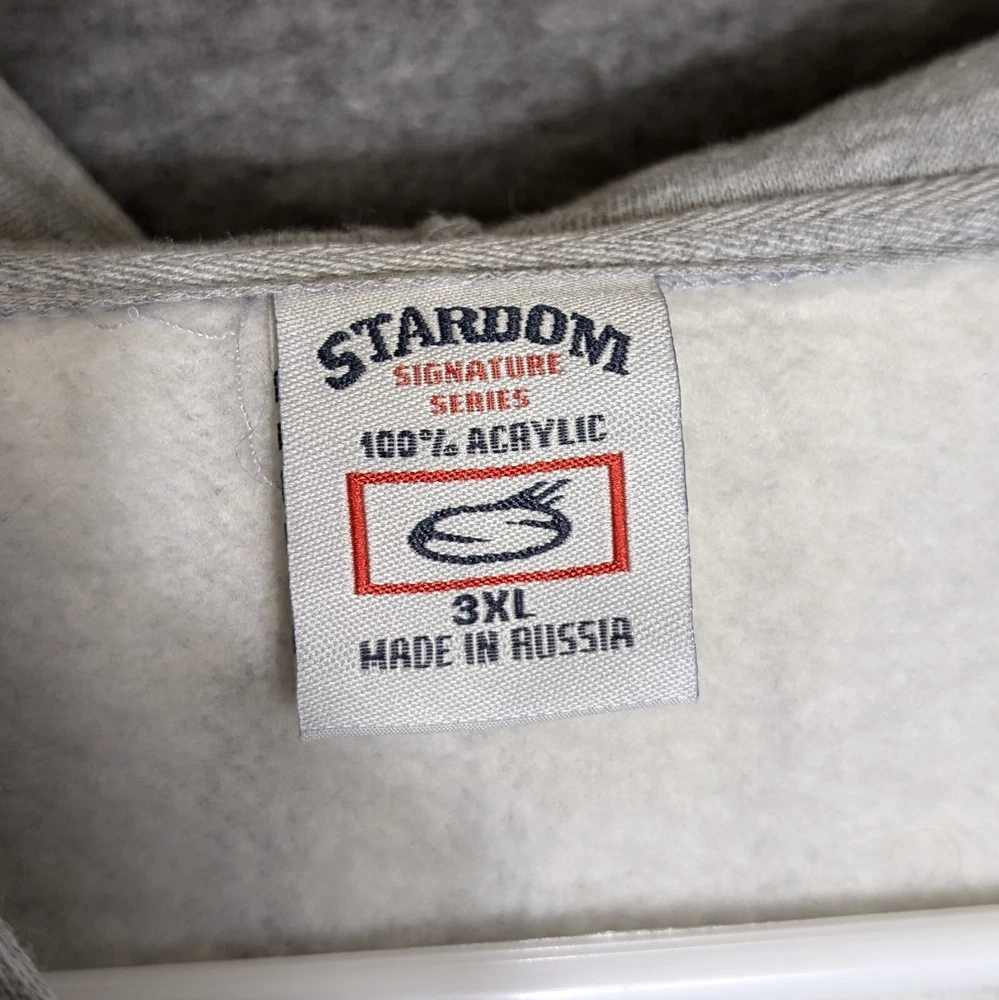 STARDOM
SIGNATURE
SERIES
100% ACRYLIC
3XL
MADE IN RUSSIA